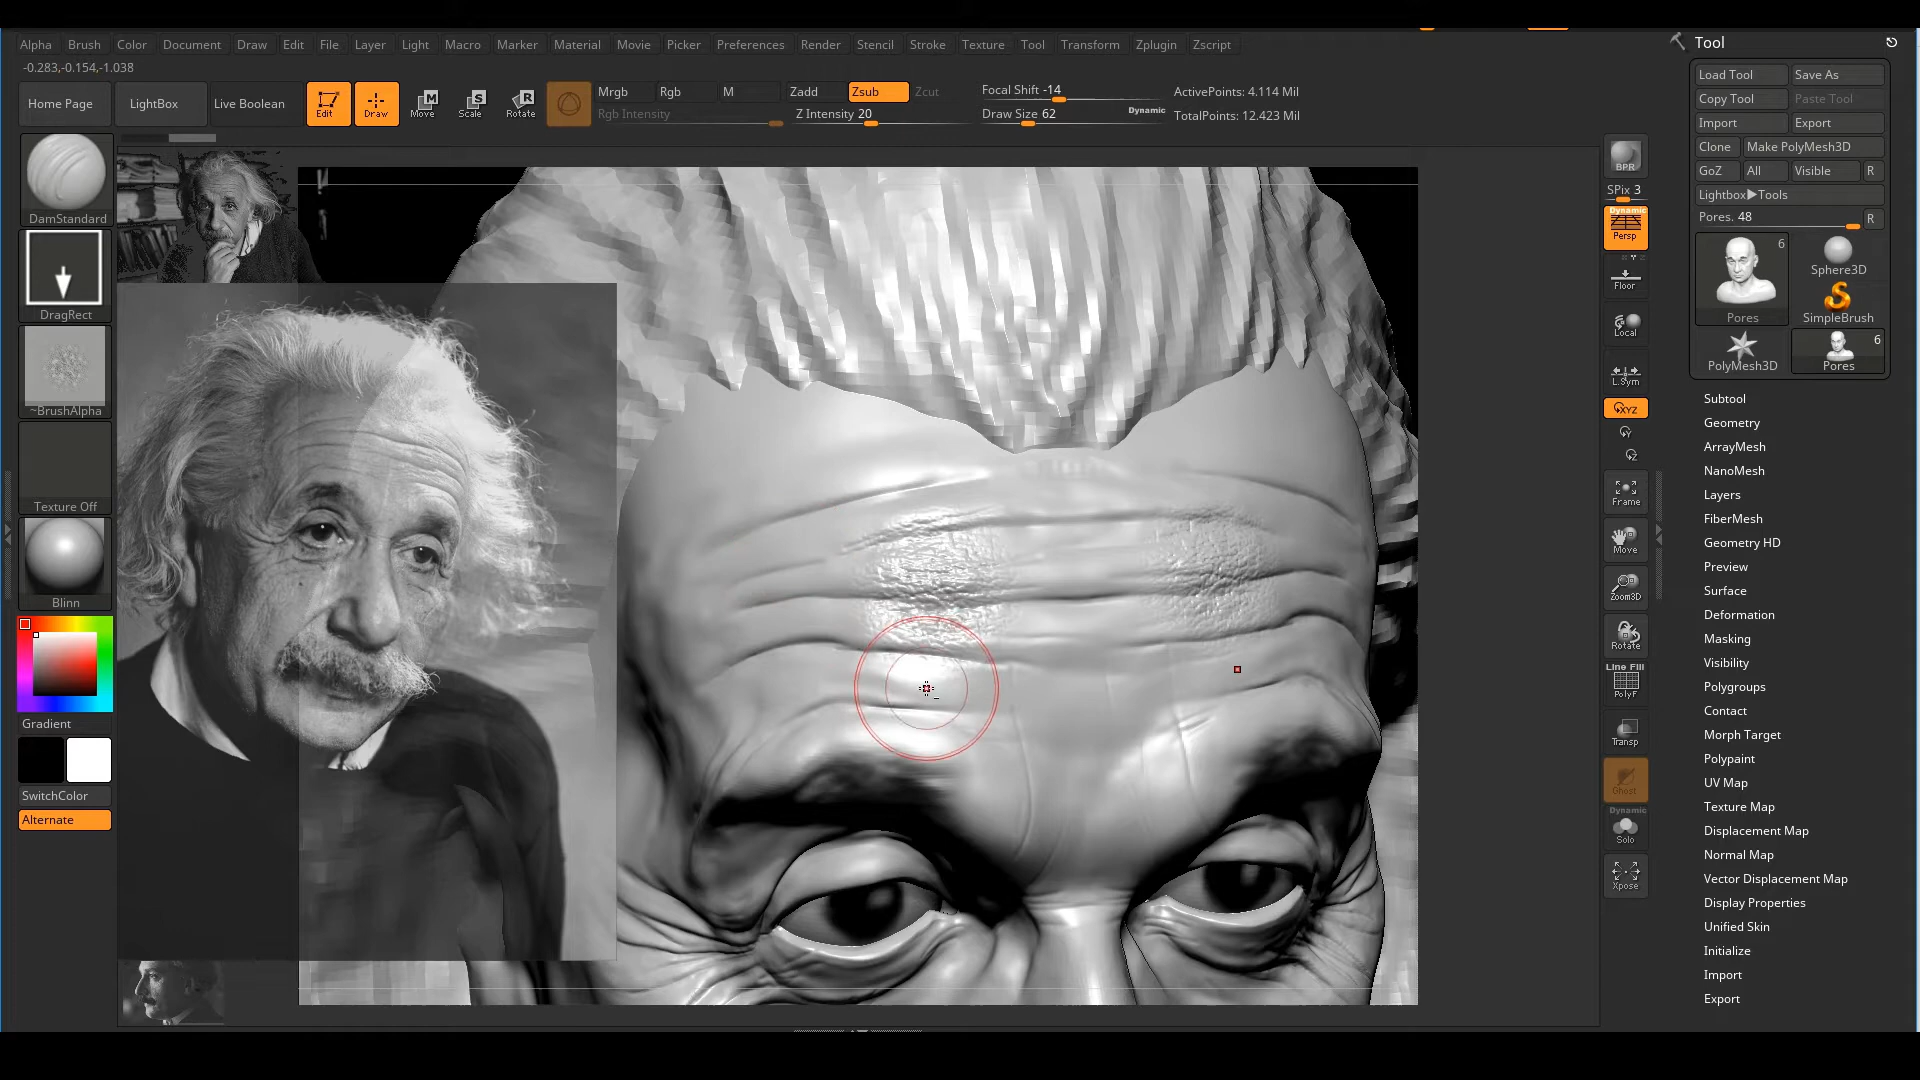 Alpha Brush Color Document Draw Edit File Layer Light Macro Marker Material Movie Picker Preferences Render Stencil Stroke Texture Tool Transform Zplugin Zscript
-0.283,-0.154,-1.038
Home Page LightBox Live Boolean Edit Draw Move Scale Rotate
Mrgb Rgb M Zadd Zsub Zcut
Rgb Intensity Z Intensity 20
Focal Shift -14
Draw Size 62 Dynamic
ActivePoints: 4.114 Mil
TotalPoints: 12.423 Mil
DamStandard
DragRect
~BrushAlpha
Texture Off
Blinn
Gradient
SwitchColor
Alternate
BPR
SPix 3
Dynamic
Persp
Floor
Local
L.Sym
XYZ
Y
Z
Frame
Move
Zoom3D
Rotate
Line Fill
PolyF
Transp
Ghost
Dynamic
Solo
Xpose
Tool
Load Tool Save As
Copy Tool Paste Tool
Import Export
Clone Make PolyMesh3D
GoZ All Visible R
Lightbox▶Tools
Pores. 48 R
6
Sphere3D
Pores SimpleBrush
6
PolyMesh3D Pores
Subtool
Geometry
ArrayMesh
NanoMesh
Layers
FiberMesh
Geometry HD
Preview
Surface
Deformation
Masking
Visibility
Polygroups
Contact
Morph Target
Polypaint
UV Map
Texture Map
Displacement Map
Normal Map
Vector Displacement Map
Display Properties
Unified Skin
Initialize
Import
Export